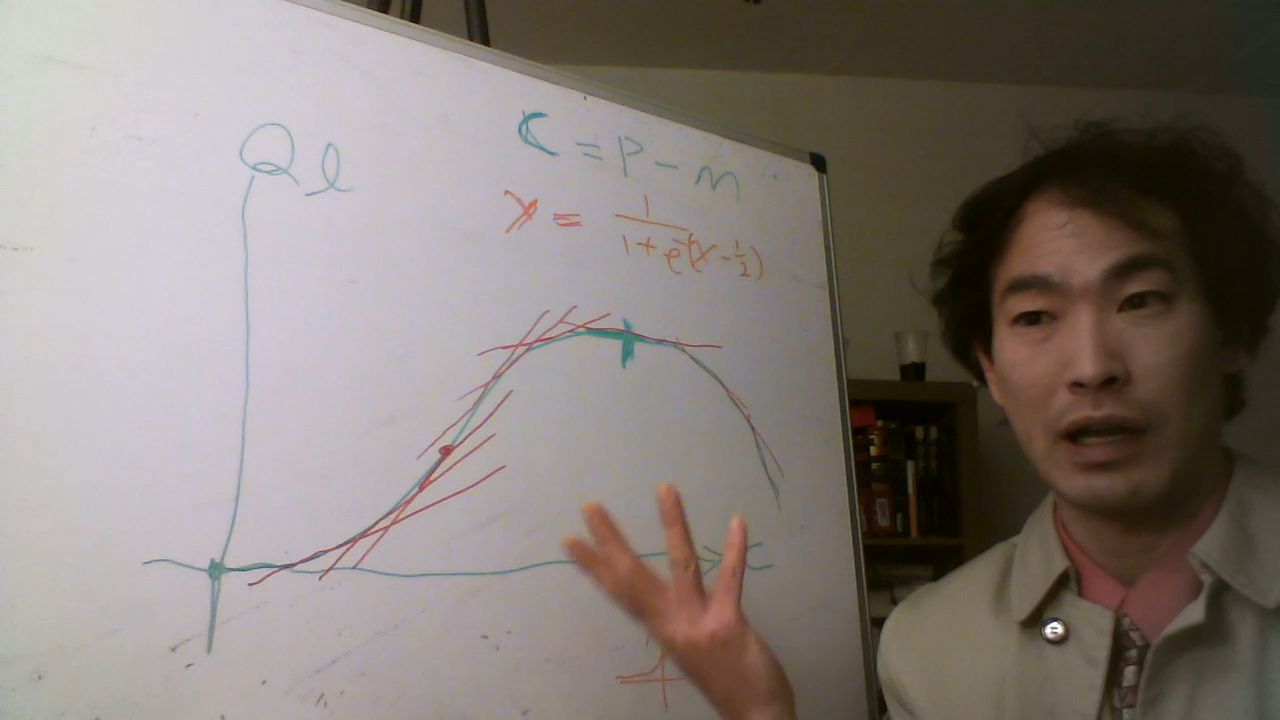 Ql
C = P - m
y = 1/(1 + e^-(x - 1/2))
C